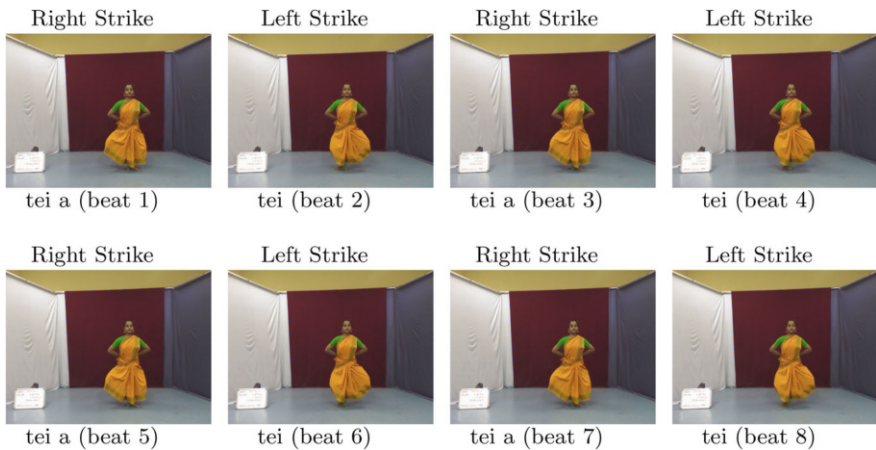 Right Strike
Left Strike
Right Strike
Left Strike
tei a (beat 1)
tei (beat 2)
tei a (beat 3)
tei (beat 4)
Right Strike
Left Strike
Right Strike
Left Strike
tei a (beat 5)
tei (beat 6)
tei a (beat 7)
tei (beat 8)